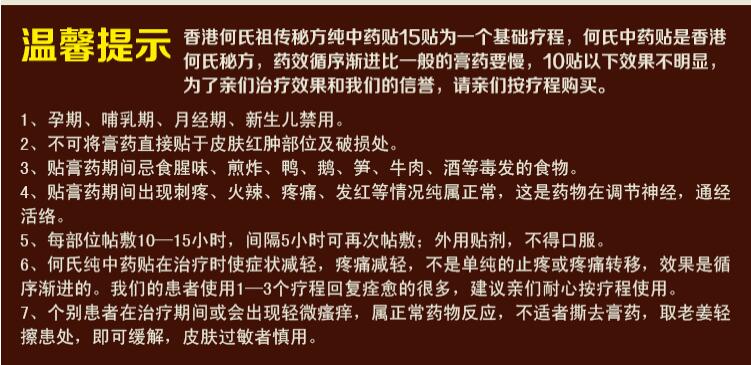 温馨提示
香港何氏祖传秘方纯中药贴15贴为一个基础疗程，何氏中药贴是香港
何氏秘方，药效循序渐进比一般的膏药要慢，10贴以下效果不明显，
为了亲们治疗效果和我们的信誉，请亲们按疗程购买。
1、孕期、哺乳期、月经期、新生儿禁用。
2、不可将膏药直接贴于皮肤红肿部位及破损处。
3、贴膏药期间忌食腥味、煎炸、鸭、鹅、笋、牛肉、酒等毒发的食物。
4、贴膏药期间出现刺疼、火辣、疼痛、发红等情况纯属正常，这是药物在调节神经，通经
活络。
5、每部位帖敷10—15小时，间隔5小时可再次帖敷；外用贴剂，不得口服。
6、何氏纯中药贴在治疗时使症状减轻，疼痛减轻，不是单纯的止疼或疼痛转移，效果是循
序渐进的。我们的患者使用1—3个疗程回复痊愈的很多，建议亲们耐心按疗程使用。
7、个别患者在治疗期间或会出现轻微瘙痒，属正常药物反应，不适者撕去膏药，取老姜轻
擦患处，即可缓解，皮肤过敏者慎用。